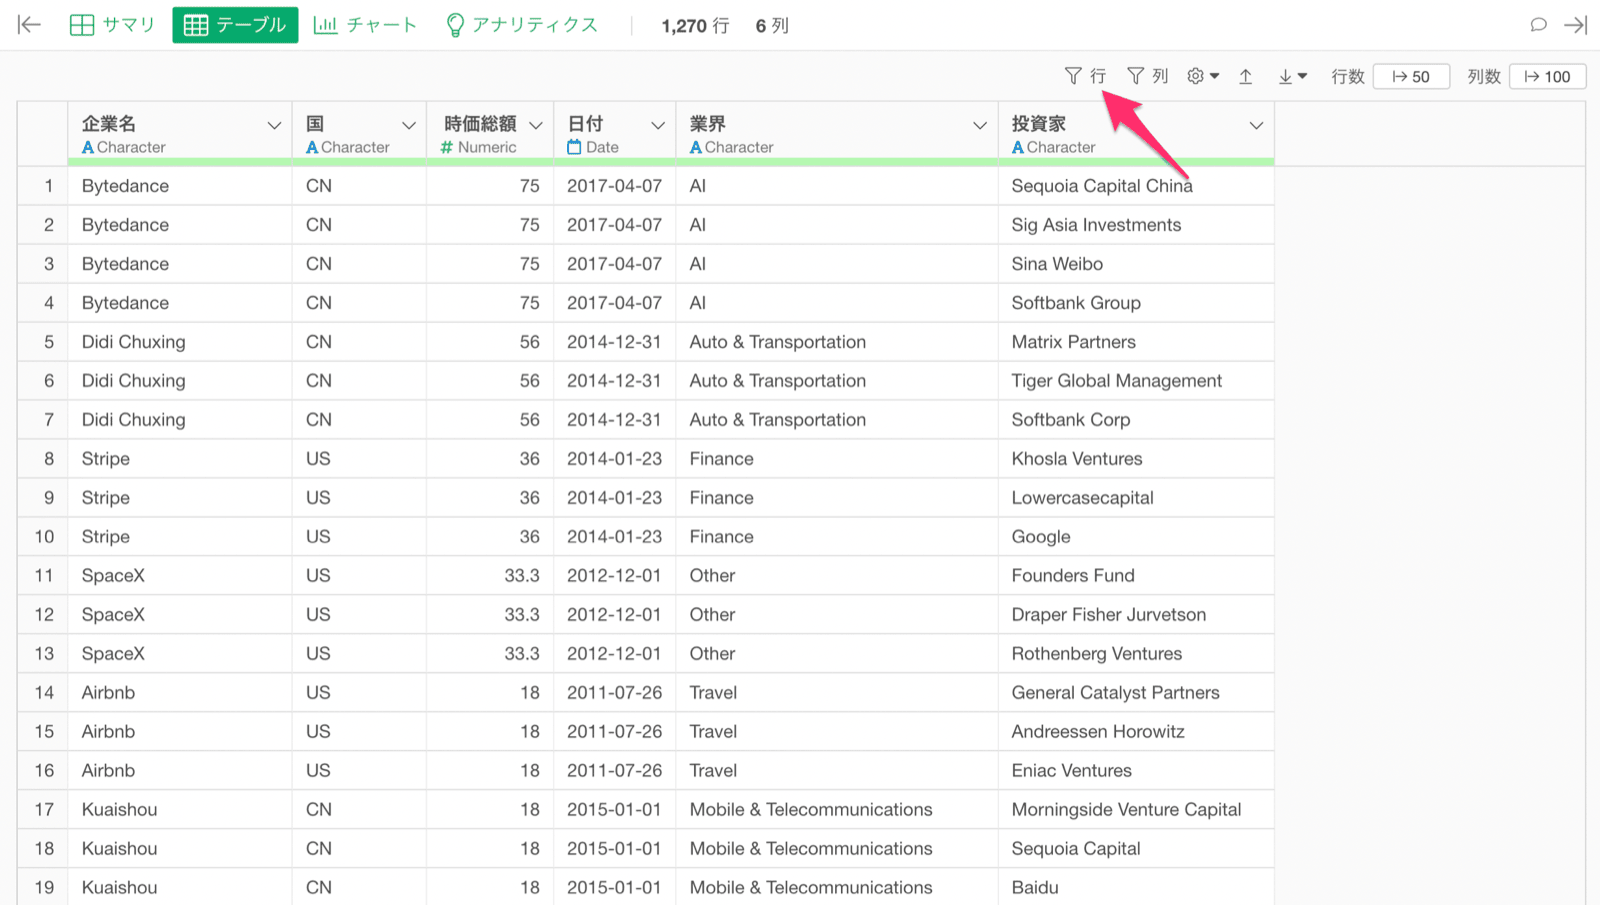 サマリ テーブル チャート アナリティクス 1,270 行 6 列
行 列 行数 50 列数 100
企業名 国 時価総額 日付 業界 投資家
A Character A Character # Numeric Date A Character A Character
1 Bytedance CN 75 2017-04-07 AI Sequoia Capital China
2 Bytedance CN 75 2017-04-07 AI Sig Asia Investments
3 Bytedance CN 75 2017-04-07 AI Sina Weibo
4 Bytedance CN 75 2017-04-07 AI Softbank Group
5 Didi Chuxing CN 56 2014-12-31 Auto & Transportation Matrix Partners
6 Didi Chuxing CN 56 2014-12-31 Auto & Transportation Tiger Global Management
7 Didi Chuxing CN 56 2014-12-31 Auto & Transportation Softbank Corp
8 Stripe US 36 2014-01-23 Finance Khosla Ventures
9 Stripe US 36 2014-01-23 Finance Lowercasecapital
10 Stripe US 36 2014-01-23 Finance Google
11 SpaceX US 33.3 2012-12-01 Other Founders Fund
12 SpaceX US 33.3 2012-12-01 Other Draper Fisher Jurvetson
13 SpaceX US 33.3 2012-12-01 Other Rothenberg Ventures
14 Airbnb US 18 2011-07-26 Travel General Catalyst Partners
15 Airbnb US 18 2011-07-26 Travel Andreessen Horowitz
16 Airbnb US 18 2011-07-26 Travel Eniac Ventures
17 Kuaishou CN 18 2015-01-01 Mobile & Telecommunications Morningside Venture Capital
18 Kuaishou CN 18 2015-01-01 Mobile & Telecommunications Sequoia Capital
19 Kuaishou CN 18 2015-01-01 Mobile & Telecommunications Baidu